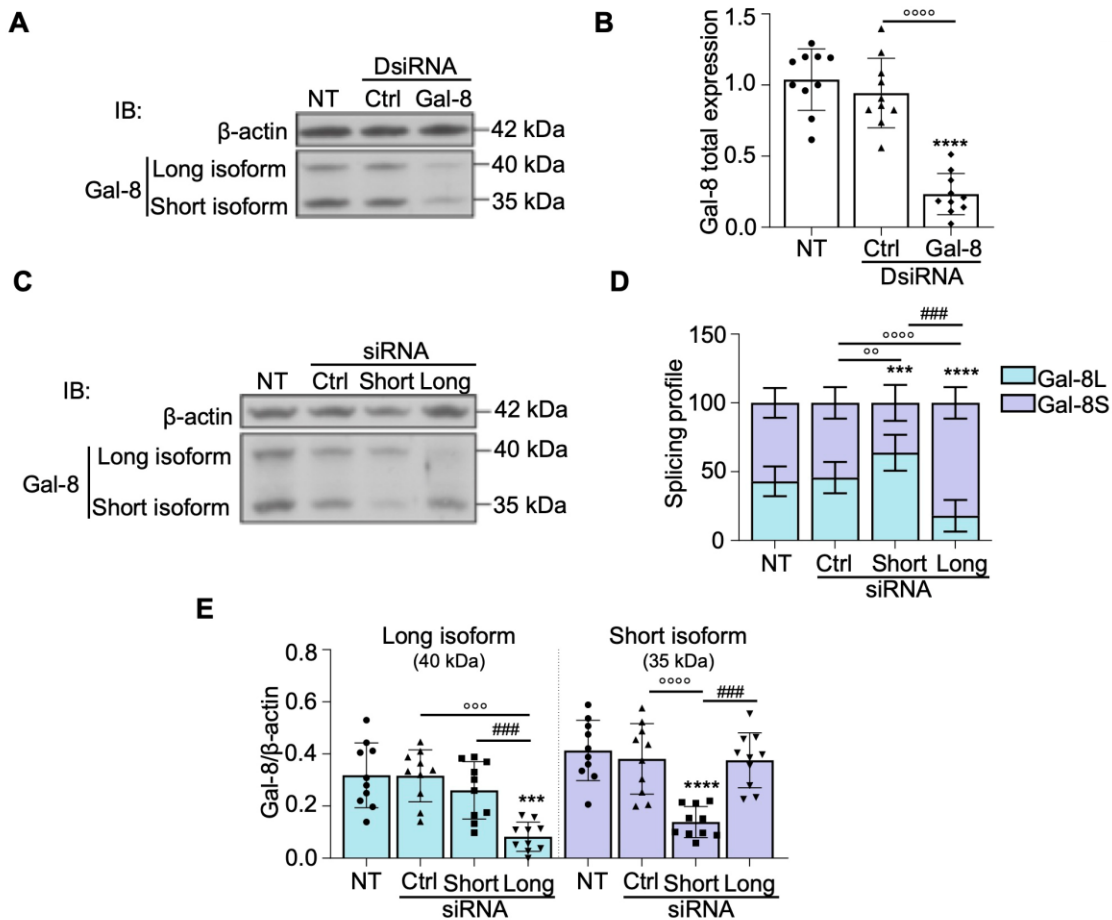 A
DsiRNA
NT Ctrl Gal-8
IB:
β-actin 42 kDa
Long isoform 40 kDa
Gal-8
Short isoform 35 kDa
B
Gal-8 total expression
1.5
1.0
0.5
0.0
°°°°
****
NT Ctrl Gal-8
DsiRNA
C
siRNA
NT Ctrl Short Long
IB:
β-actin 42 kDa
Long isoform 40 kDa
Gal-8
Short isoform 35 kDa
D
Splicing profile
150
100
50
0
###
°°°°
°°
*** ****
Gal-8L
Gal-8S
NT Ctrl Short Long
siRNA
E
Gal-8/β-actin
0.8
0.6
0.4
0.2
0.0
Long isoform
(40 kDa)
°°°
###
***
NT Ctrl Short Long
siRNA
Short isoform
(35 kDa)
°°°°
###
****
NT Ctrl Short Long
siRNA